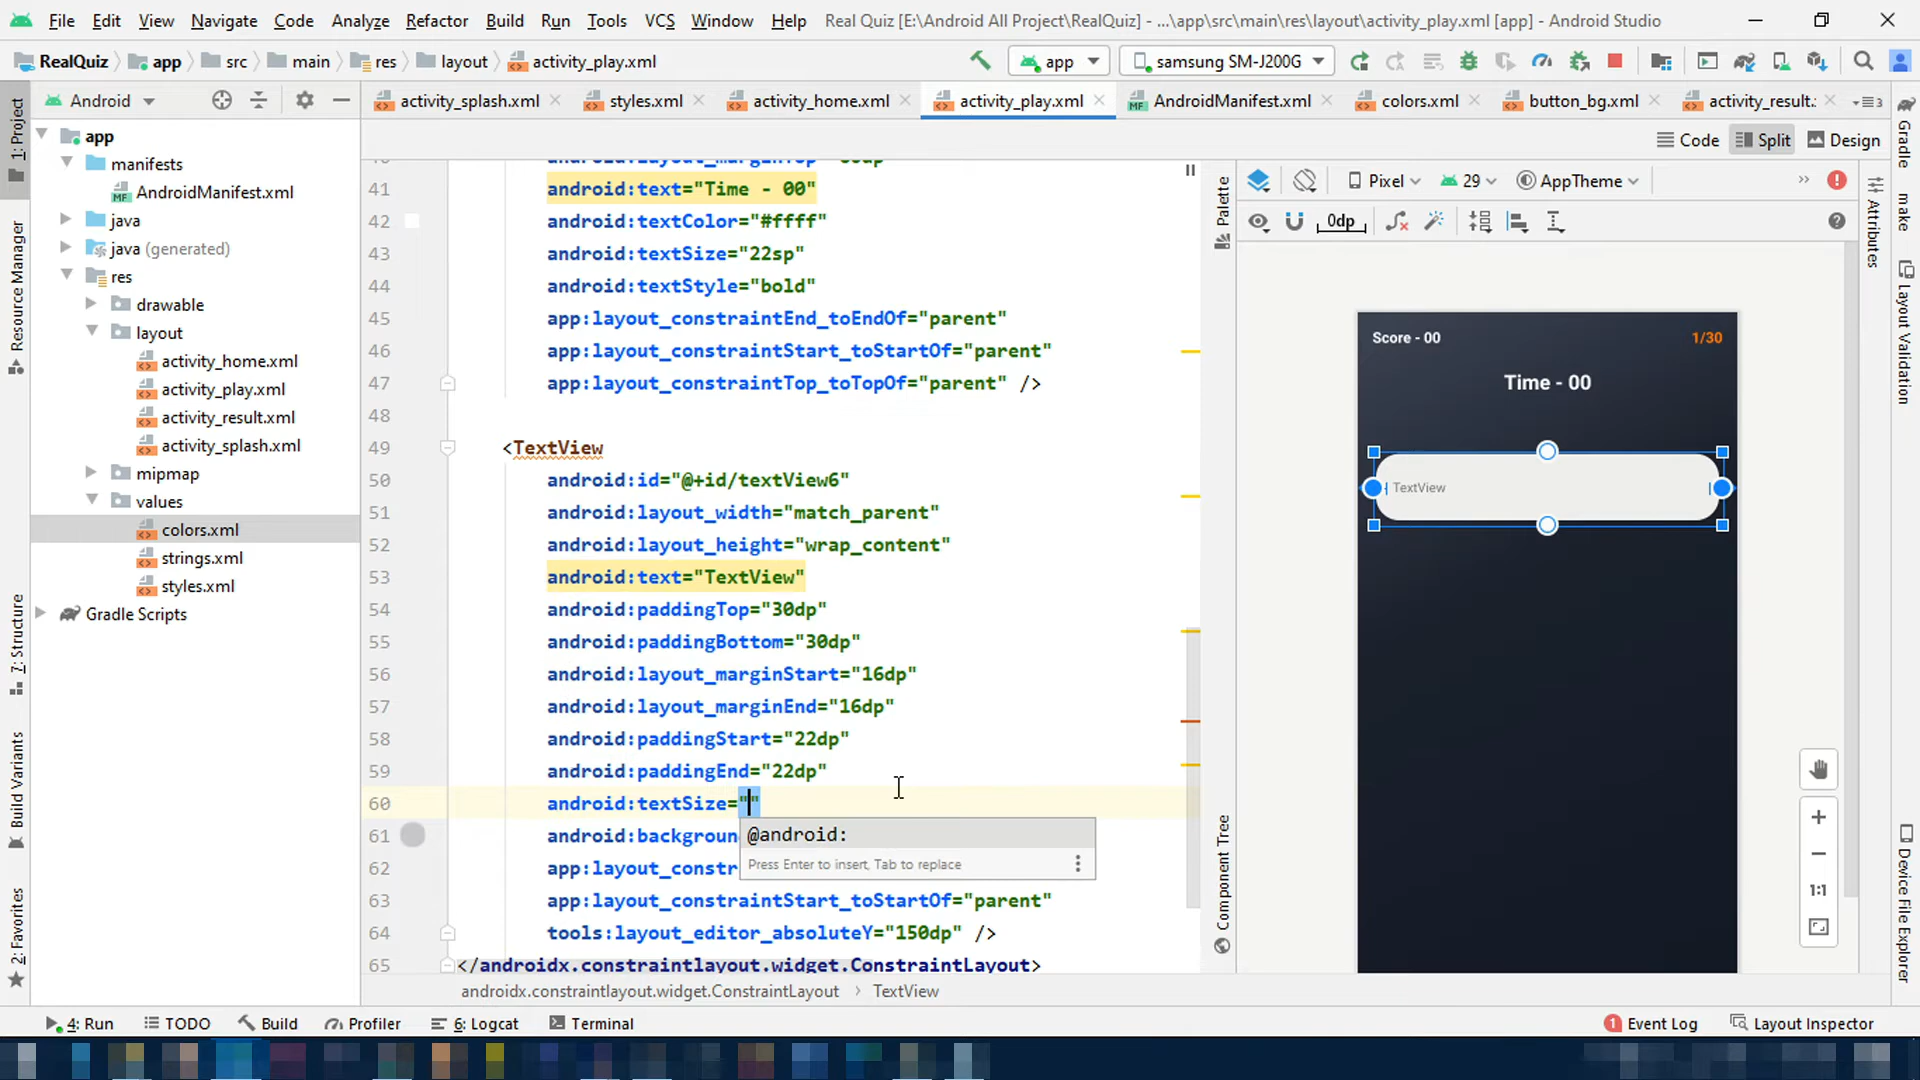 File Edit View Navigate Code Analyze Refactor Build Run Tools VCS Window Help Real Quiz [E:\Android All Project\RealQuiz] - ...\app\src\main\res\layout\activity_play.xml [app] - Android Studio
RealQuiz app src main res layout activity_play.xml app samsung SM-J200G
Android activity_splash.xml styles.xml activity_home.xml activity_play.xml AndroidManifest.xml colors.xml button_bg.xml activity_result.
Code Split Design
1: Project
Resource Manager
7: Structure
Build Variants
2: Favorites
app
manifests
AndroidManifest.xml
java
java (generated)
res
drawable
layout
activity_home.xml
activity_play.xml
activity_result.xml
activity_splash.xml
mipmap
values
colors.xml
strings.xml
styles.xml
Gradle Scripts
41 android:text="Time - 00"
42 android:textColor="#ffff"
43 android:textSize="22sp"
44 android:textStyle="bold"
45 app:layout_constraintEnd_toEndOf="parent"
46 app:layout_constraintStart_toStartOf="parent"
47 app:layout_constraintTop_toTopOf="parent" />
48
49 <TextView
50 android:id="@+id/textView6"
51 android:layout_width="match_parent"
52 android:layout_height="wrap_content"
53 android:text="TextView"
54 android:paddingTop="30dp"
55 android:paddingBottom="30dp"
56 android:layout_marginStart="16dp"
57 android:layout_marginEnd="16dp"
58 android:paddingStart="22dp"
59 android:paddingEnd="22dp"
60 android:textSize=""
61 android:backgroun
@android:
62 app:layout_constr
Press Enter to insert, Tab to replace
63 app:layout_constraintStart_toStartOf="parent"
64 tools:layout_editor_absoluteY="150dp" />
65 </androidx.constraintlayout.widget.ConstraintLayout>
androidx.constraintlayout.widget.ConstraintLayout TextView
Palette
Component Tree
Pixel 29 AppTheme
0dp
Score - 00 1/30
Time - 00
TextView
1:1
Attributes
Gradle
make
Layout Validation
Device File Explorer
4: Run TODO Build Profiler 6: Logcat Terminal 1 Event Log Layout Inspector